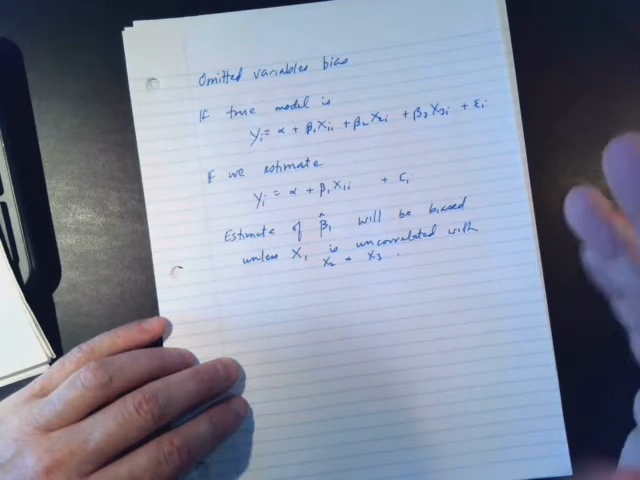 Omitted variables bias
If true model is
Yi = α + β1X1i + β2X2i + β3X3i + εi
If we estimate
Yi = α + β1X1i + Ci
Estimate of β̂1 will be biased
unless X1 is uncorrelated with
X2 + X3 .